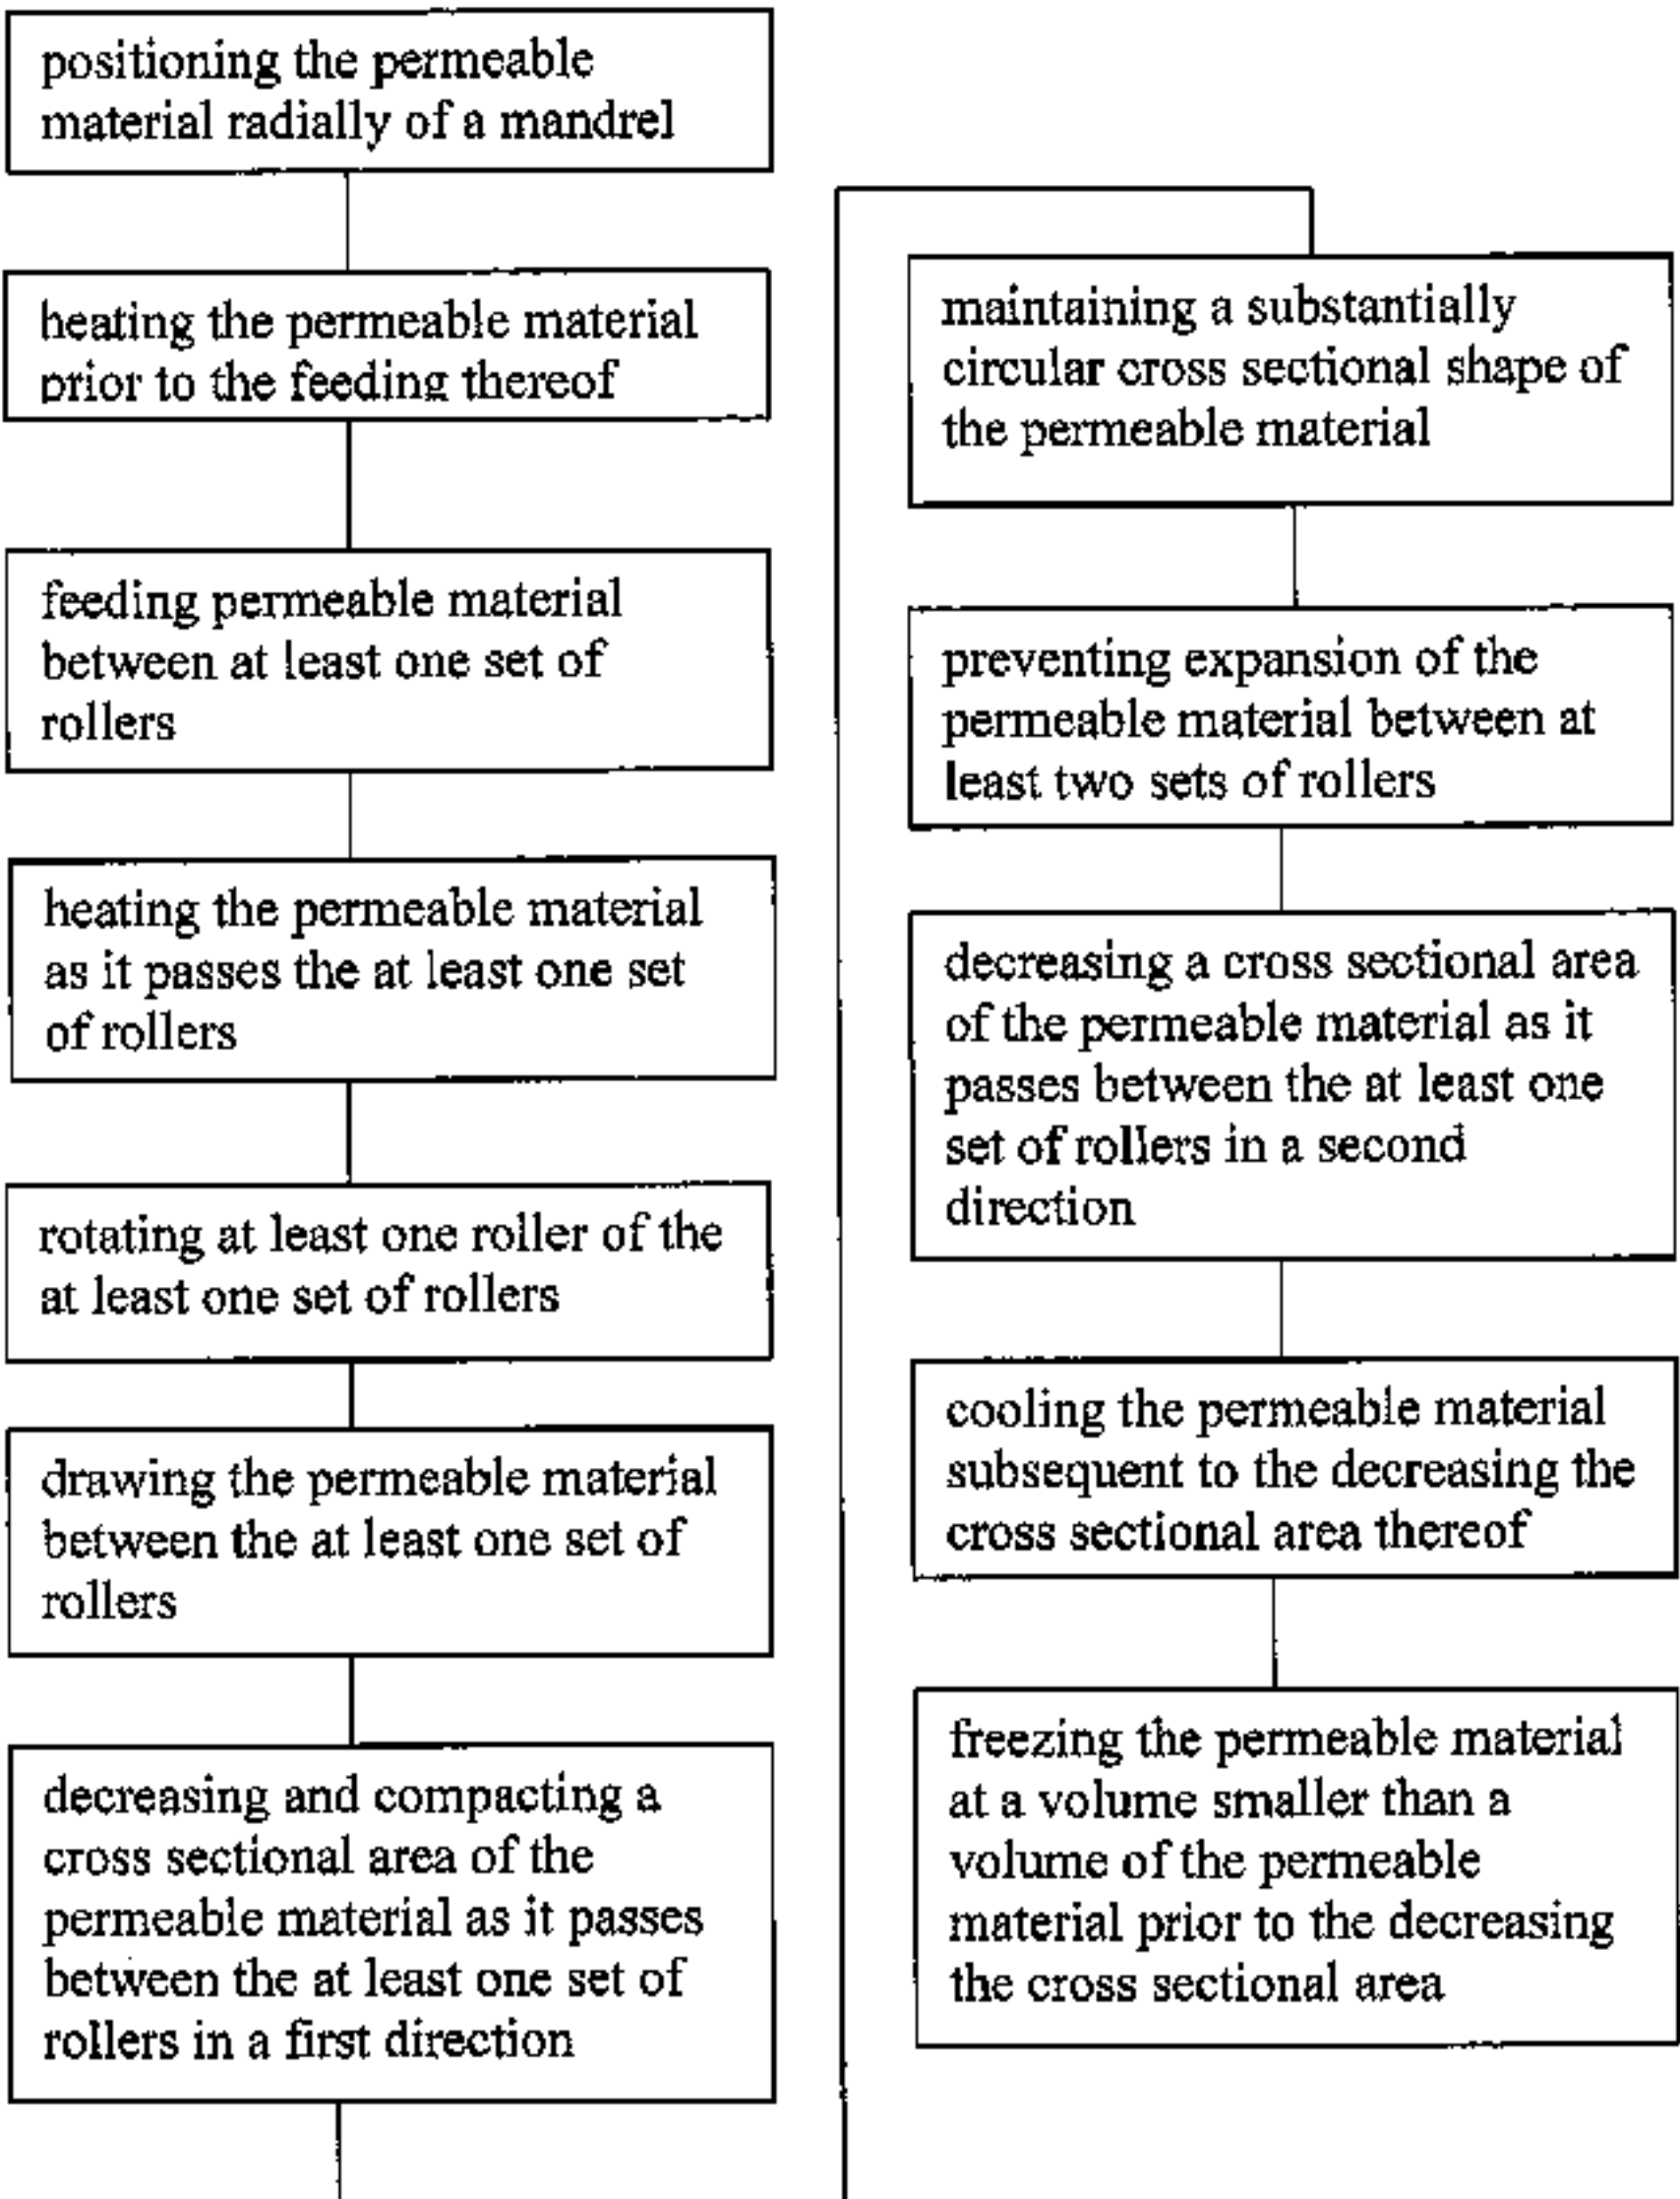 positioning the permeable
material radially of a mandrel
heating the permeable material
prior to the feeding thereof
feeding permeable material
between at least one set of
rollers
heating the permeable material
as it passes the at least one set
of rollers
rotating at least one roller of the
at least one set of rollers
drawing the permeable material
between the at least one set of
rollers
decreasing and compacting a
cross sectional area of the
permeable material as it passes
between the at least one set of
rollers in a first direction
maintaining a substantially
circular cross sectional shape of
the permeable material
preventing expansion of the
permeable material between at
least two sets of rollers
decreasing a cross sectional area
of the permeable material as it
passes between the at least one
set of rollers in a second
direction
cooling the permeable material
subsequent to the decreasing the
cross sectional area thereof
freezing the permeable material
at a volume smaller than a
volume of the permeable
material prior to the decreasing
the cross sectional area